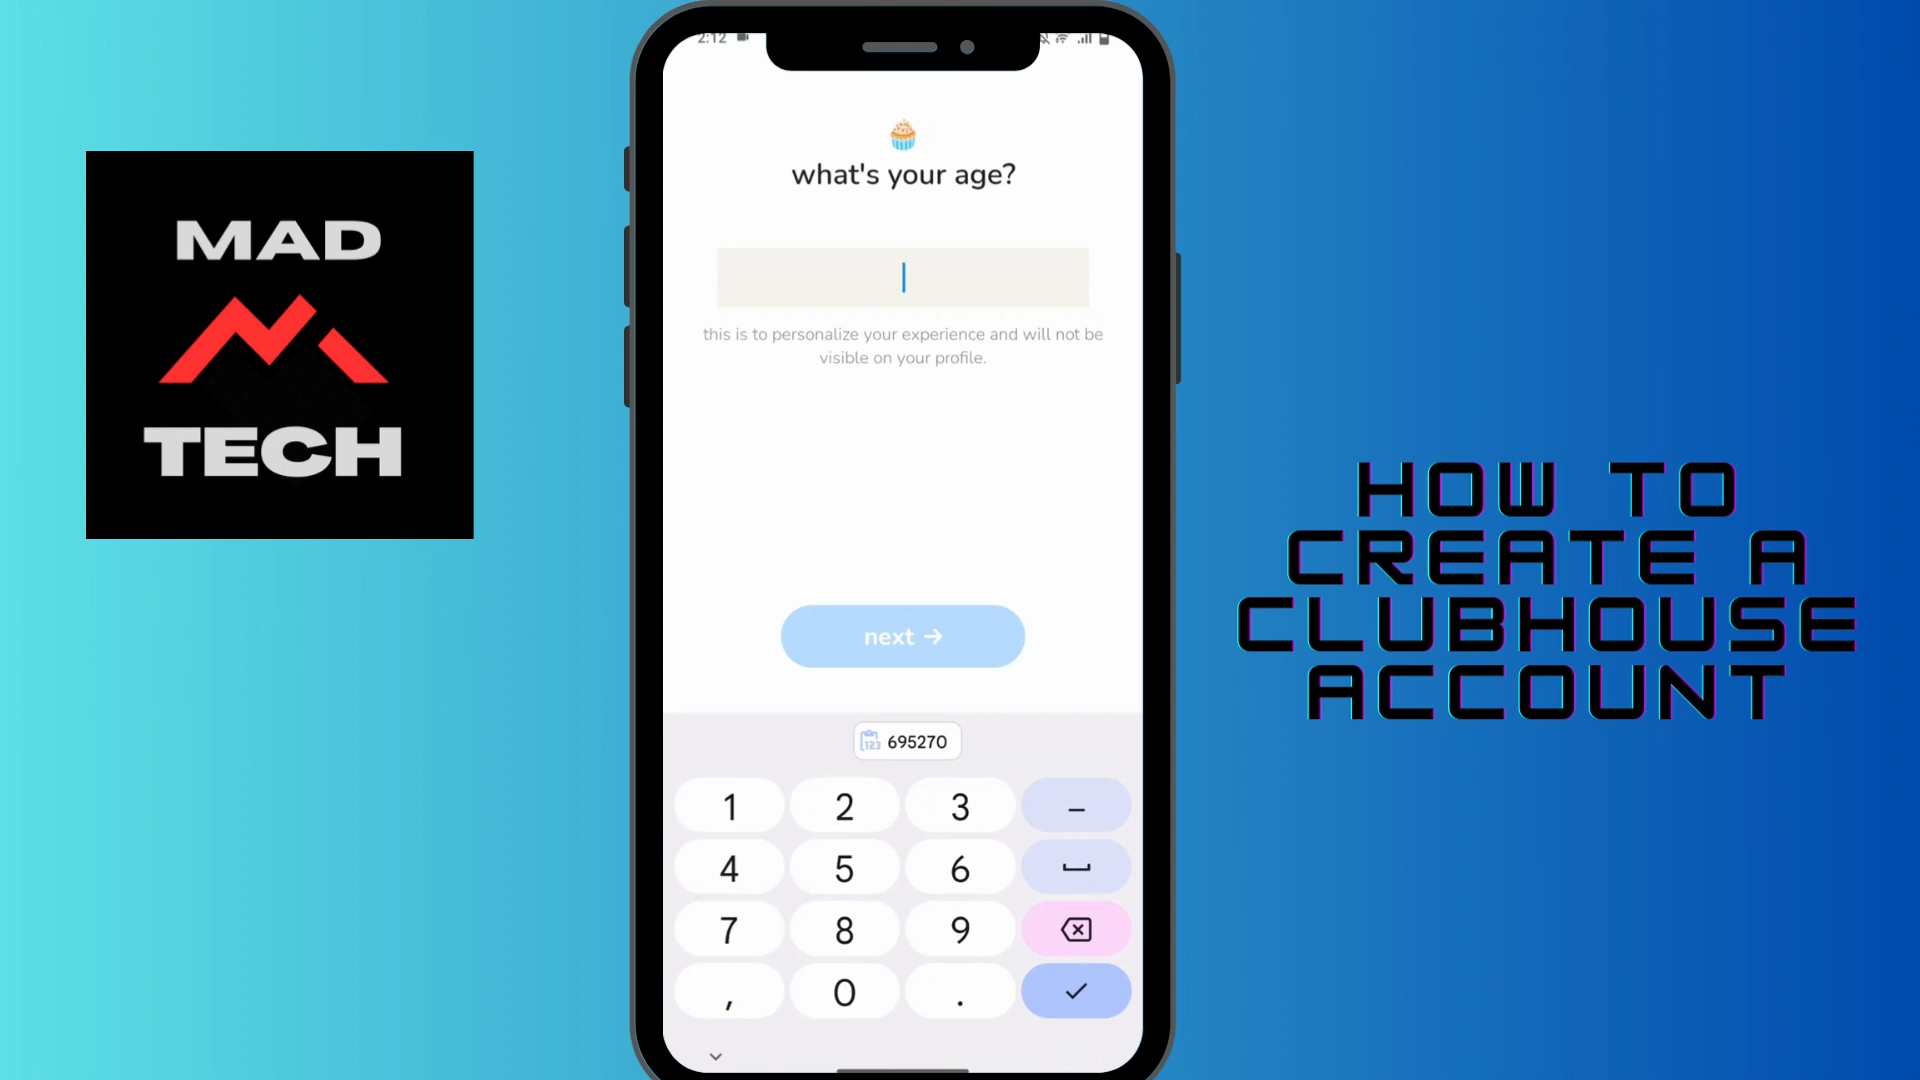 MAD
TECH
2:12
what's your age?
this is to personalize your experience and will not be
visible on your profile.
next →
123 695270
1 2 3 –
4 5 6
7 8 9
, 0 .
HOW TO
CREATE A
CLUBHOUSE
ACCOUNT